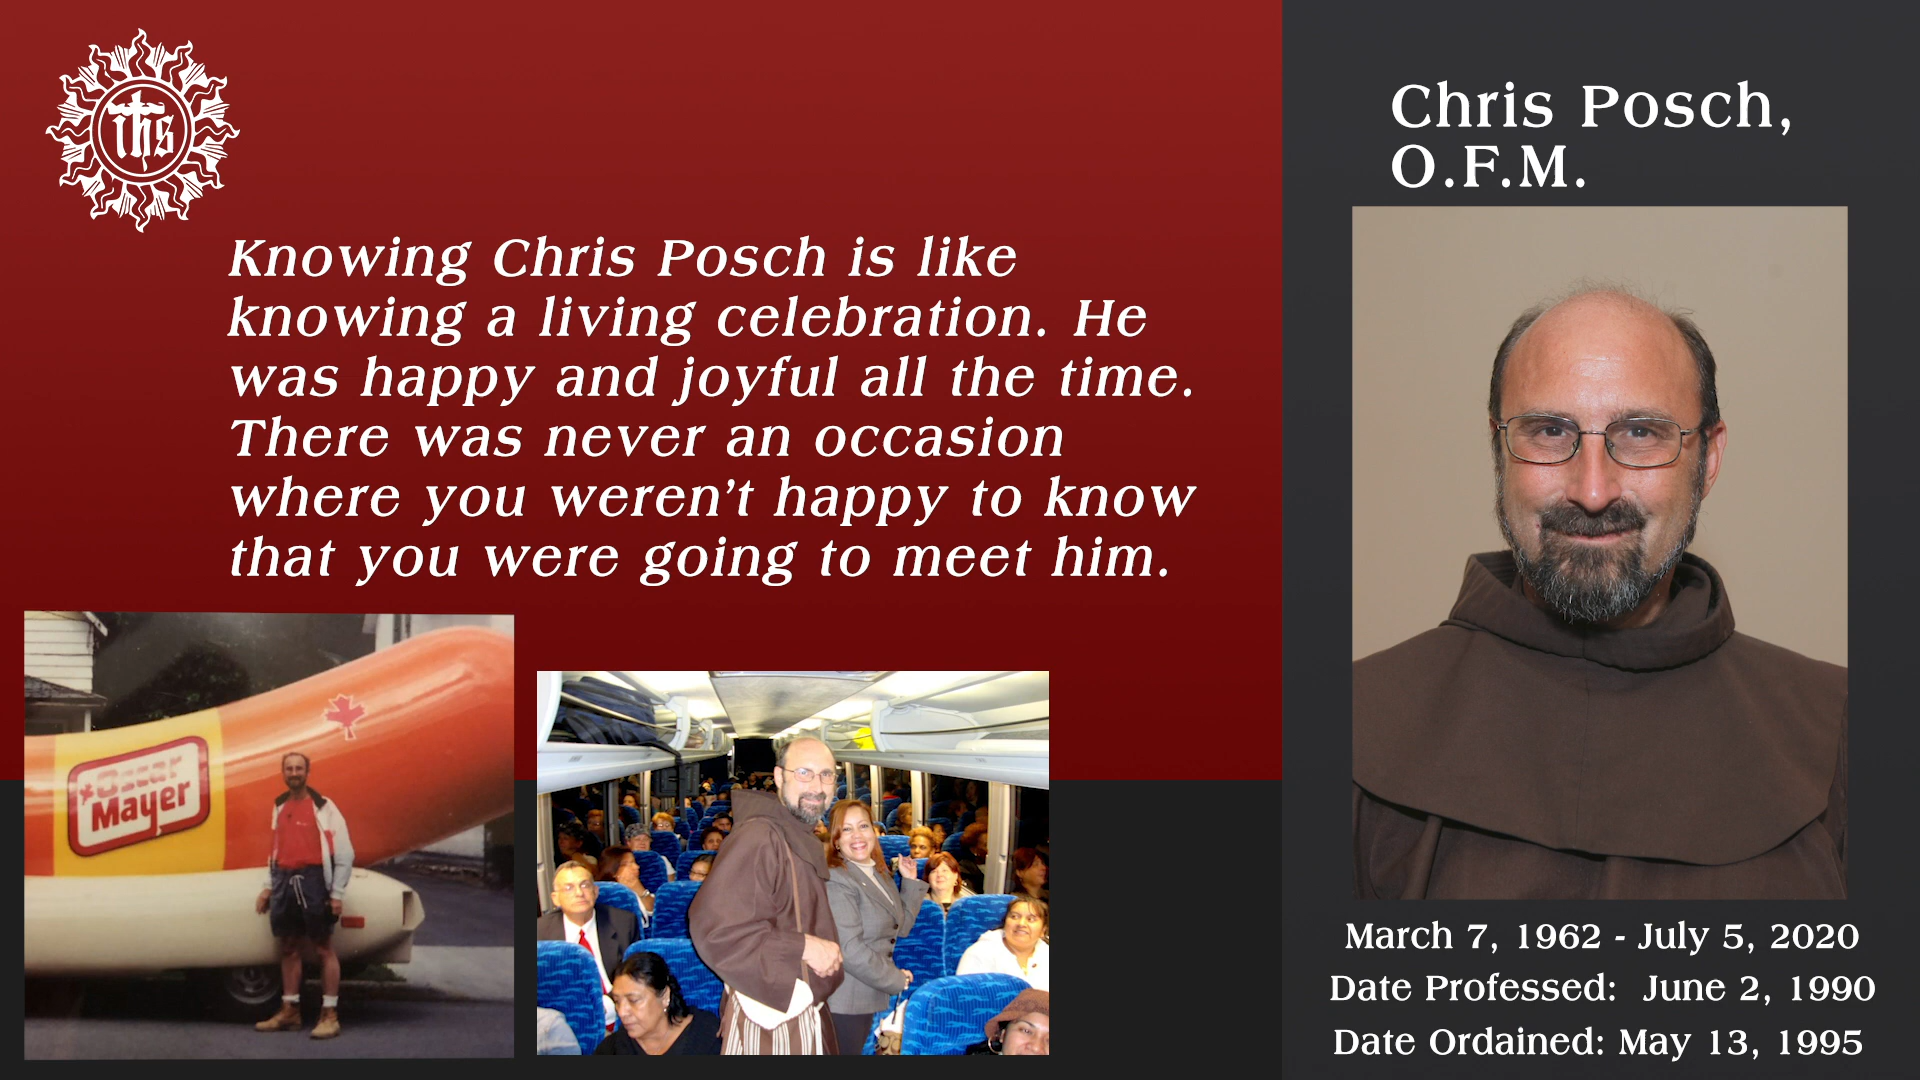 ihs
Knowing Chris Posch is like
knowing a living celebration. He
was happy and joyful all the time.
There was never an occasion
where you weren’t happy to know
that you were going to meet him.
Oscar
Mayer
Chris Posch,
O.F.M.
March 7, 1962 - July 5, 2020
Date Professed: June 2, 1990
Date Ordained: May 13, 1995